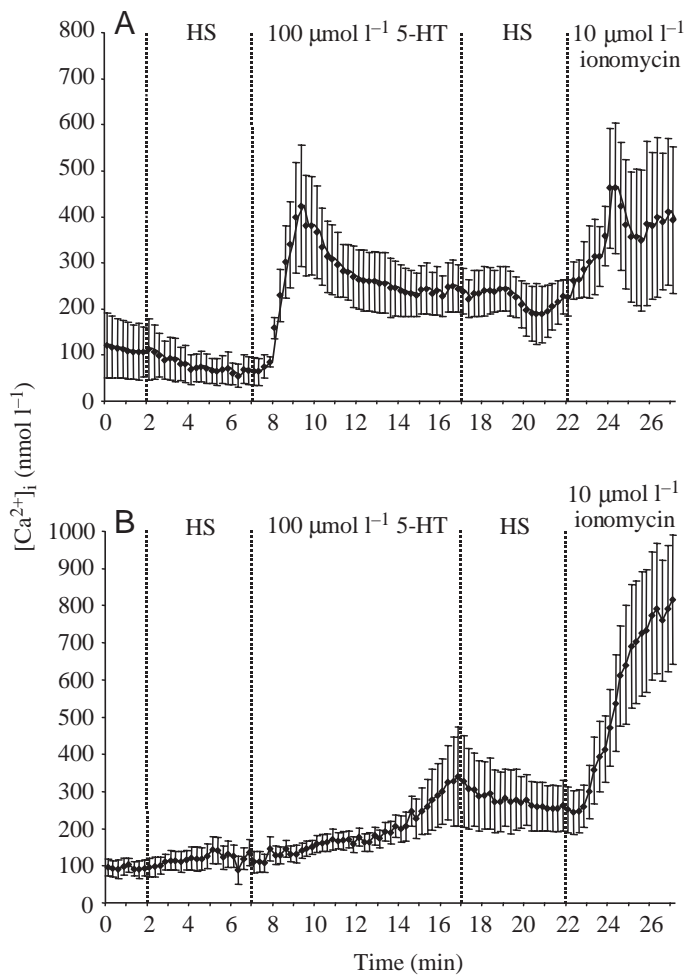 A
HS
100 μmol l⁻¹ 5-HT
HS
10 μmol l⁻¹
ionomycin
800
700
600
500
400
300
200
100
0
0 2 4 6 8 10 12 14 16 18 20 22 24 26
[Ca²⁺]ᵢ (nmol l⁻¹)
B
HS
100 μmol l⁻¹ 5-HT
HS
10 μmol l⁻¹
ionomycin
1000
900
800
700
600
500
400
300
200
100
0
0 2 4 6 8 10 12 14 16 18 20 22 24 26
Time (min)